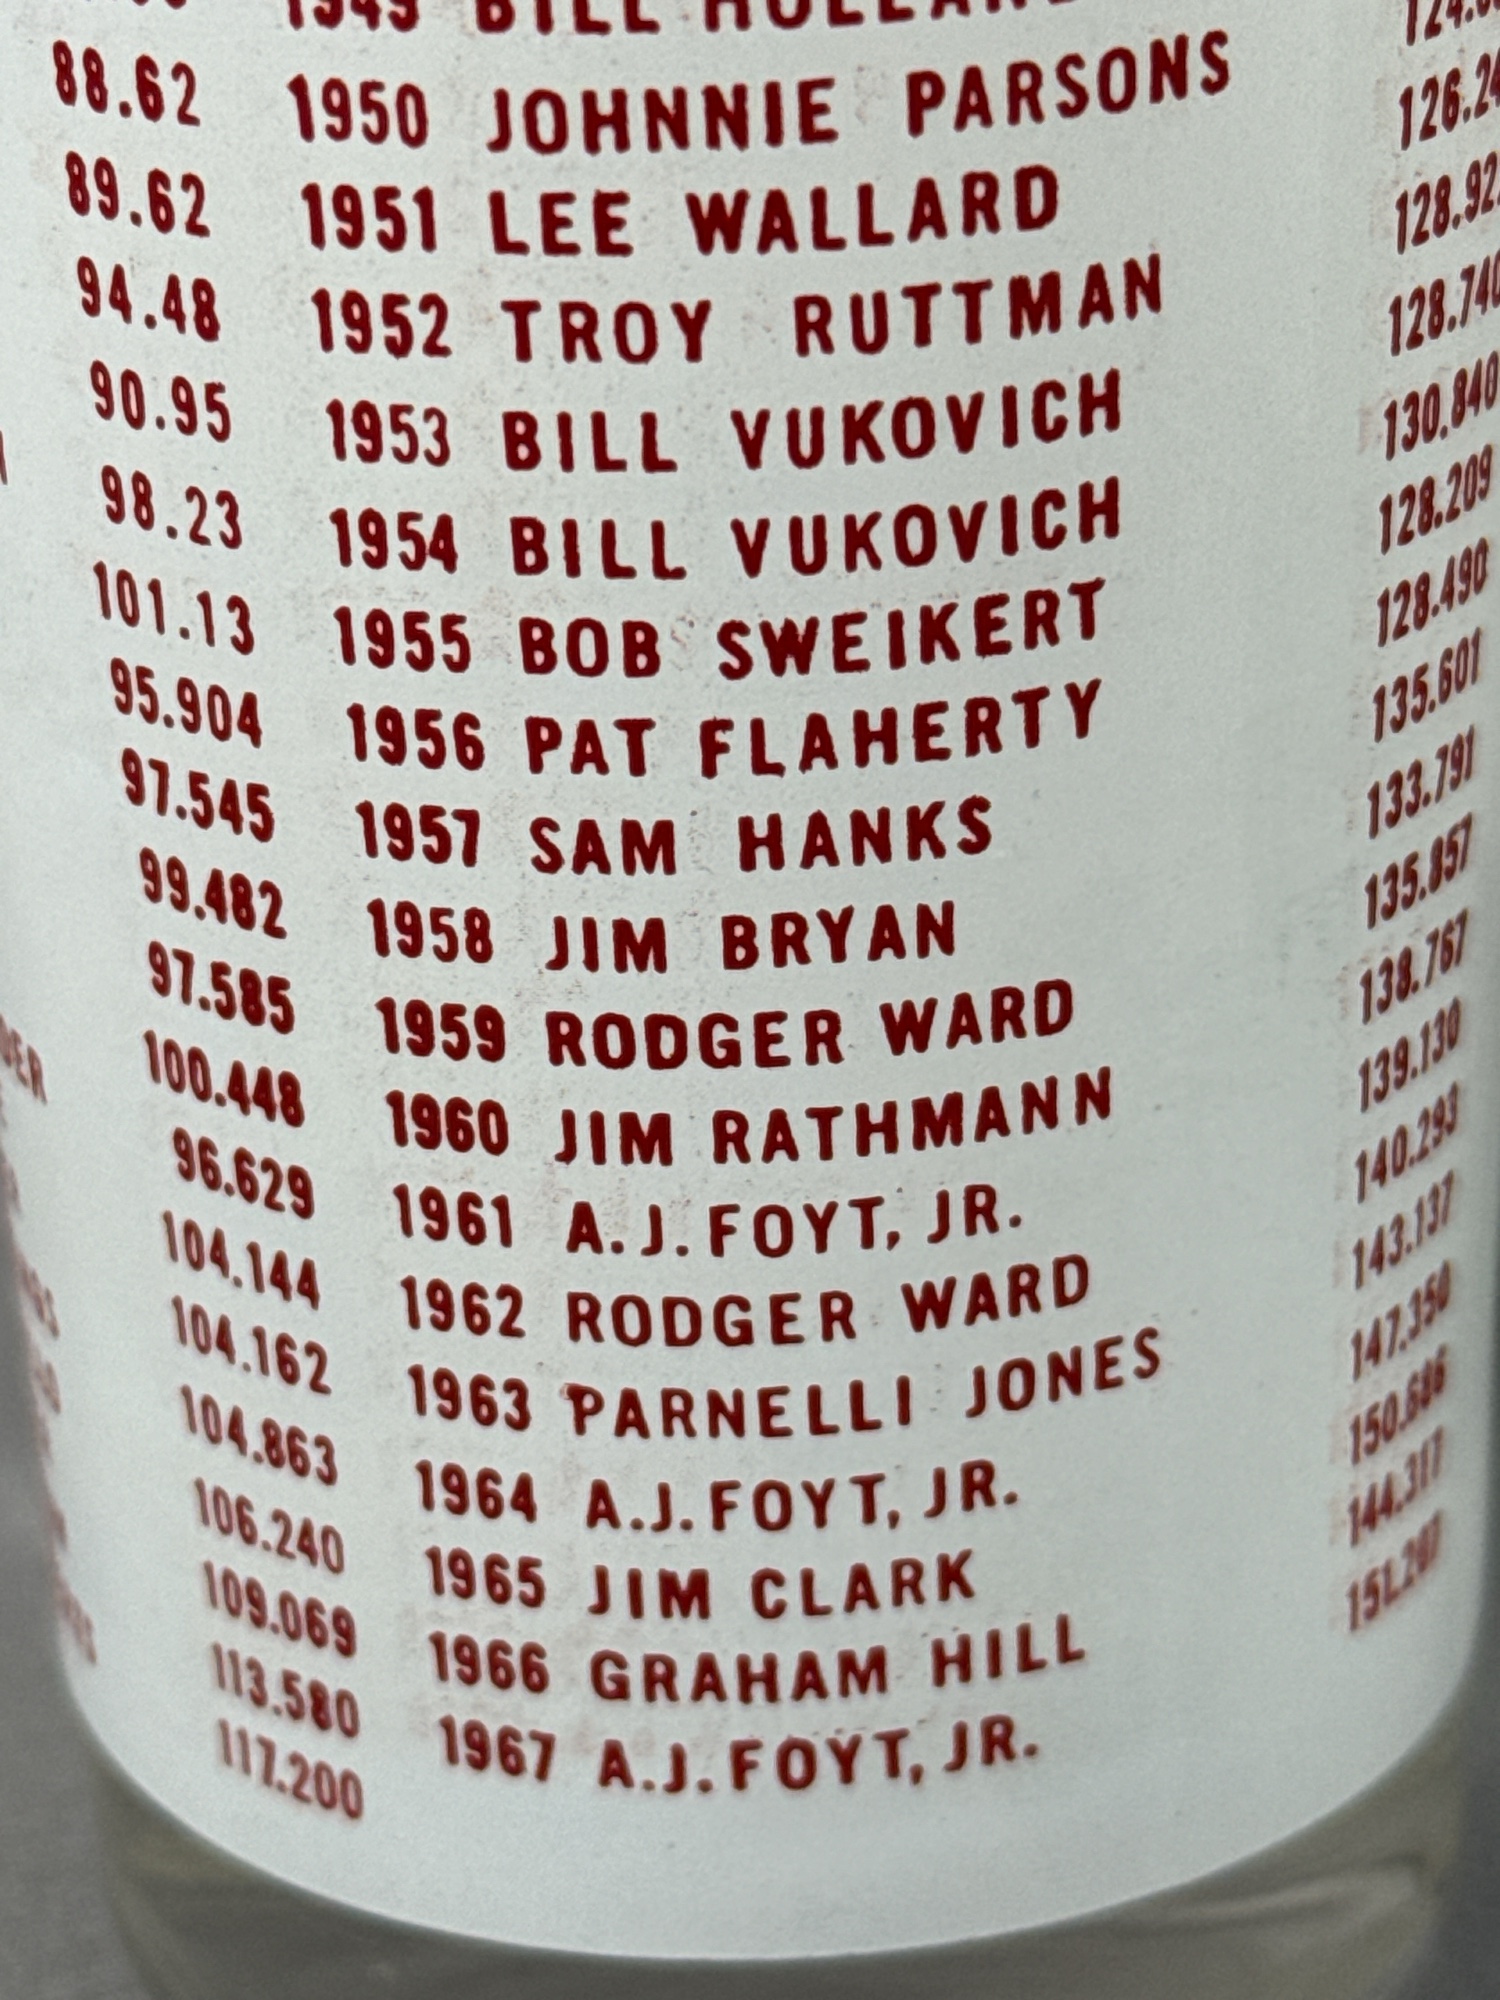 88.62
89.62
94.48
90.95
98.23
101.13
95.904
97.545
99.482
97.585
100.448
96.629
104.144
104.162
104.863
106.240
109.069
113.580
117.200
1949 BILL
1950 JOHNNIE PARSONS
1951 LEE WALLARD
1952 TROY RUTTMAN
1953 BILL VUKOVICH
1954 BILL VUKOVICH
1955 BOB SWEIKERT
1956 PAT FLAHERTY
1957 SAM HANKS
1958 JIM BRYAN
1959 RODGER WARD
1960 JIM RATHMANN
1961 A.J. FOYT, JR.
1962 RODGER WARD
1963 PARNELLI JONES
1964 A.J. FOYT, JR.
1965 JIM CLARK
1966 GRAHAM HILL
1967 A.J. FOYT, JR.
128.740
130.840
128.209
128.490
135.601
133.791
135.857
138.767
139.130
140.293
143.137
147.350
150.686
144.317